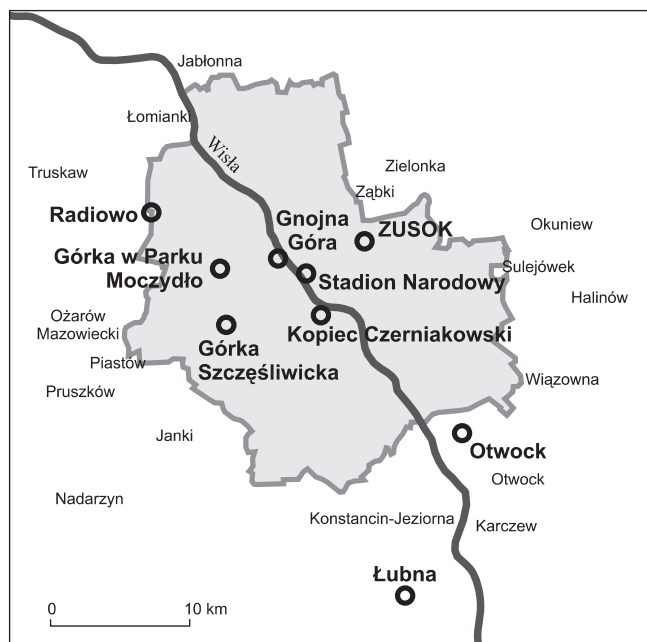 Jabłonna
Łomianki
Wisła
Truskaw
Zielonka
Ząbki
Radiowo
Gnojna
Góra
ZUSOK
Okuniew
Górka w Parku
Moczydło
Stadion Narodowy
Sulejówek
Halinów
Ożarów
Mazowiecki
Kopiec Czerniakowski
Piastów
Górka
Szczęśliwicka
Pruszków
Wiązowna
Janki
Otwock
Otwock
Nadarzyn
Konstancin-Jeziorna
Karczew
Łubna
0 10 km